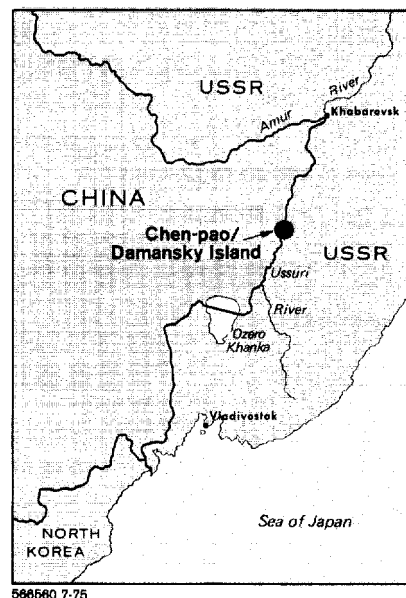 USSR
River
Amur
Khabarovsk
CHINA
Chen-pao/
Damansky Island
USSR
Ussuri
River
Ozero
Khanka
Vladivostok
Sea of Japan
NORTH
KOREA
566560 7-75